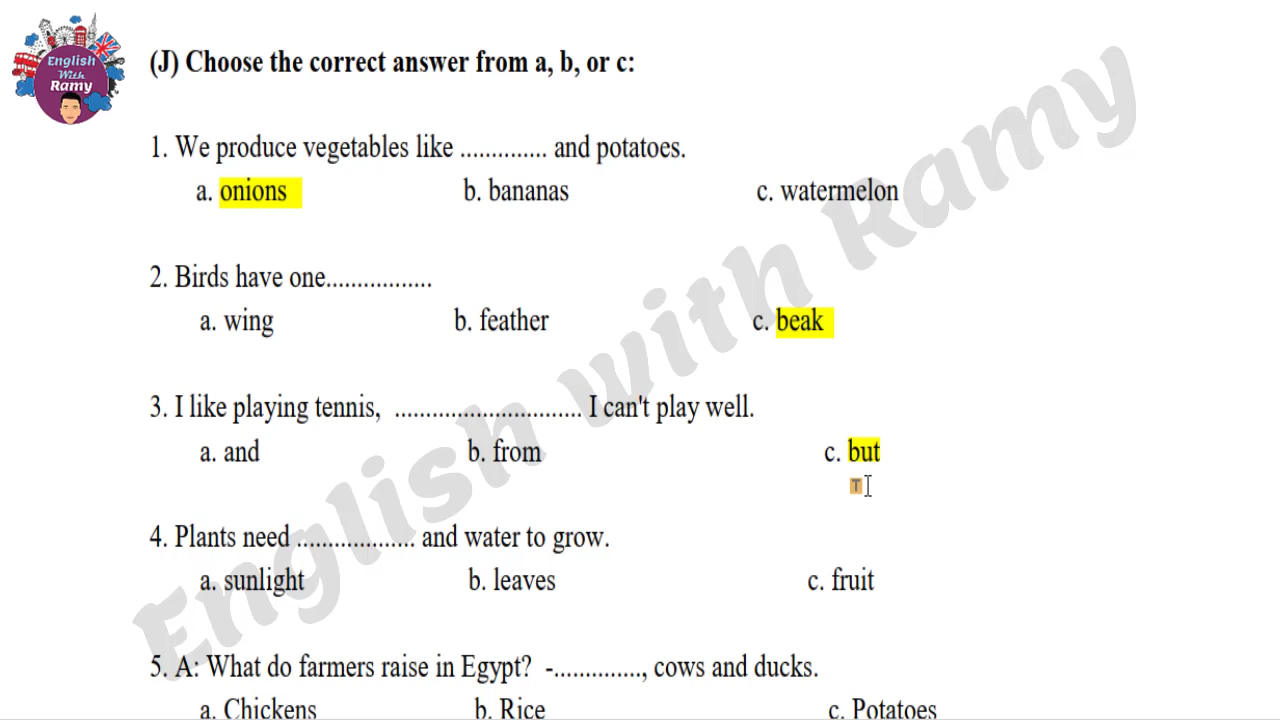 English
With
Ramy
(J) Choose the correct answer from a, b, or c:
1. We produce vegetables like .............. and potatoes.
a. onions b. bananas c. watermelon
2. Birds have one.................
a. wing b. feather c. beak
3. I like playing tennis, .............................. I can't play well.
a. and b. from c. but
T
4. Plants need ................... and water to grow.
a. sunlight b. leaves c. fruit
5. A: What do farmers raise in Egypt? -.............., cows and ducks.
a. Chickens b. Rice c. Potatoes
English with Ramy